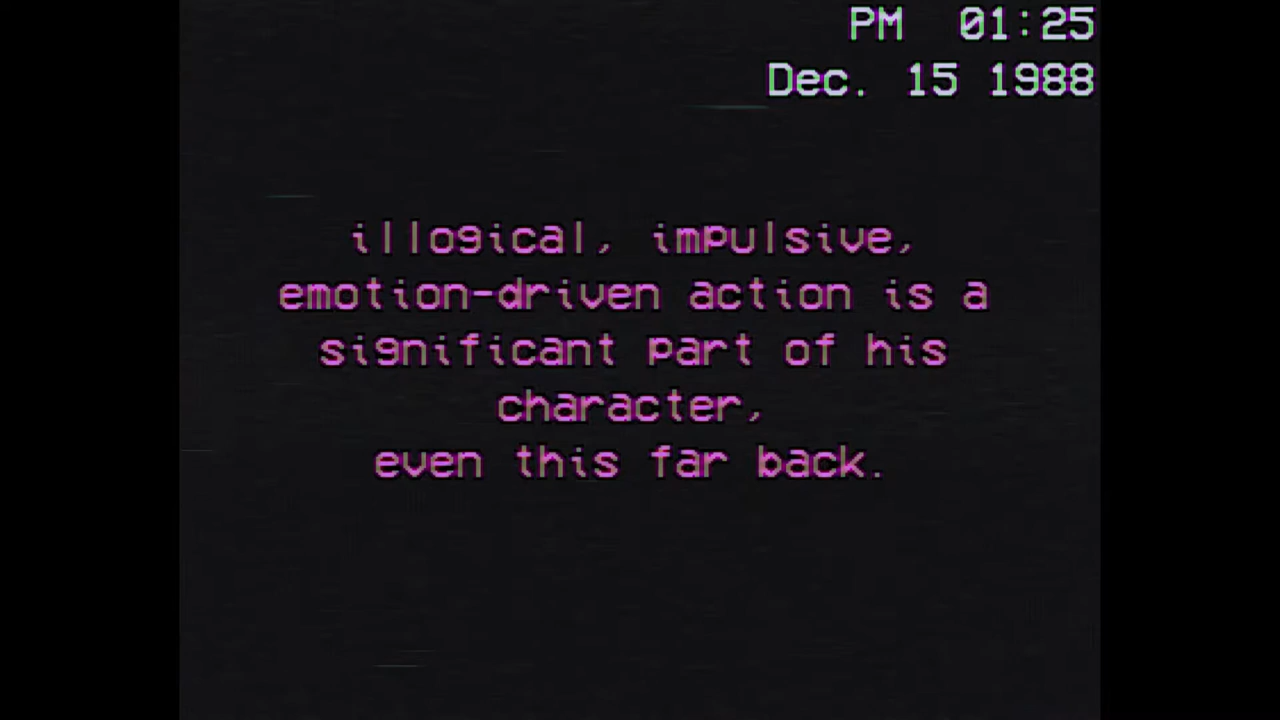 PM 01:25
Dec. 15 1988
illogical, impulsive,
emotion-driven action is a
significant part of his
character,
even this far back.